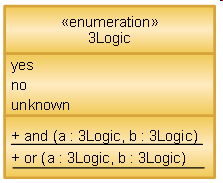 «enumeration»
3Logic
yes
no
unknown
+ and (a : 3Logic, b : 3Logic)
+ or (a : 3Logic, b : 3Logic)